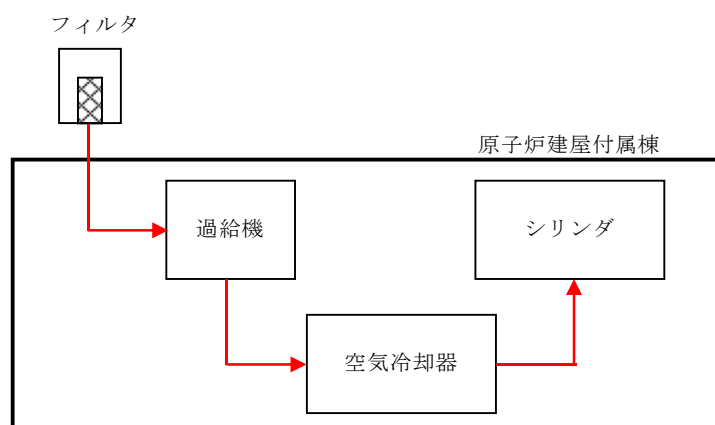 フィルタ
原子炉建屋付属棟
過給機
シリンダ
空気冷却器